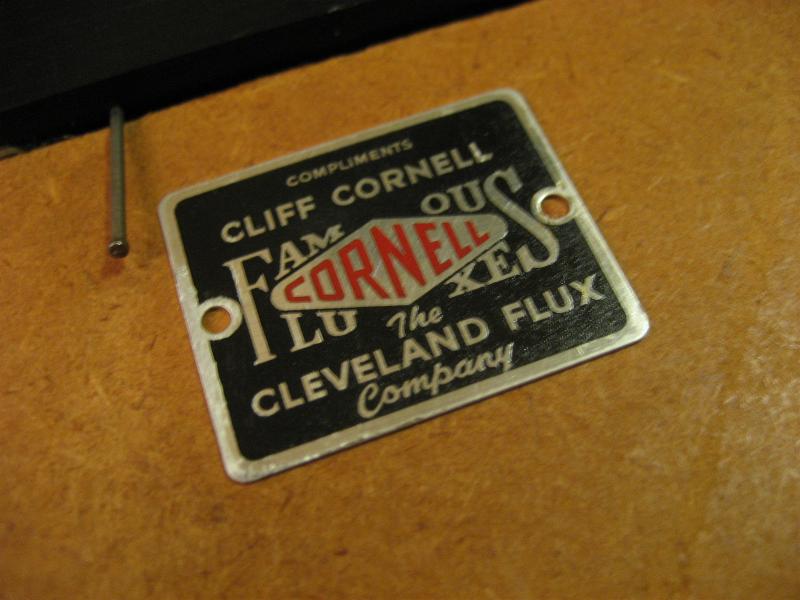 COMPLIMENTS
CLIFF CORNELL
FAMOUS
CORNELL
FLUXES
The
CLEVELAND FLUX
Company